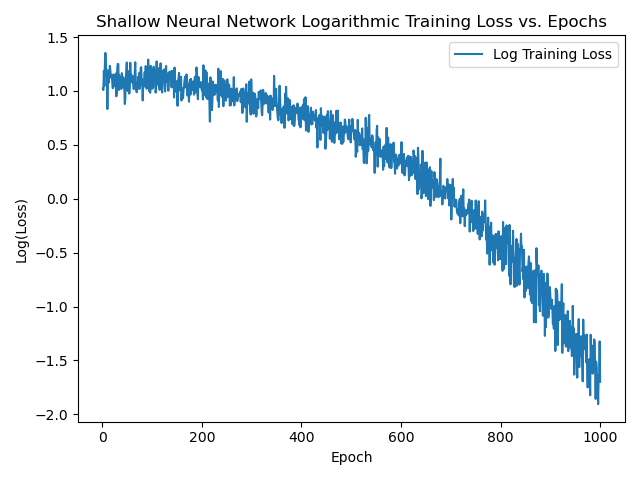 Shallow Neural Network Logarithmic Training Loss vs. Epochs
Log Training Loss
Log(Loss)
1.5
1.0
0.5
0.0
−0.5
−1.0
−1.5
−2.0
0 200 400 600 800 1000
Epoch